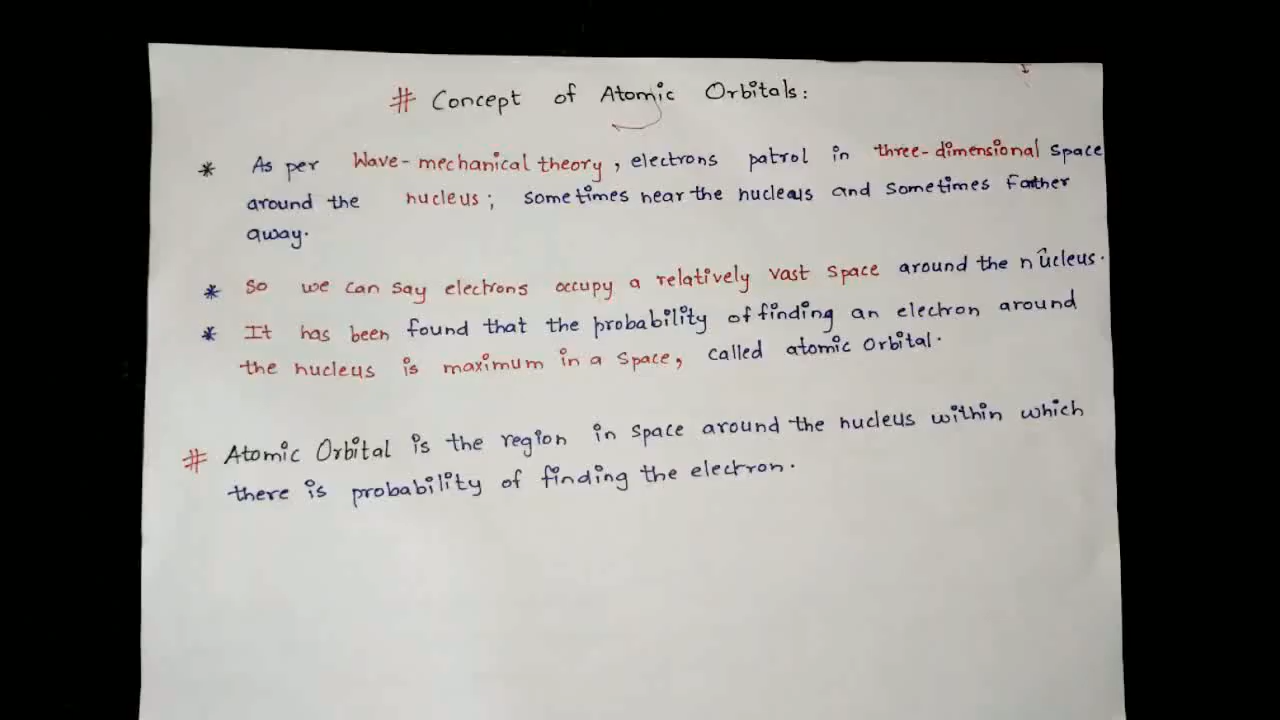 # Concept of Atomic Orbitals:
* As per Wave-mechanical theory, electrons patrol in three-dimensional space
around the nucleus; sometimes near the nucleus and sometimes farther
away.
* So we can say electrons occupy a relatively vast space around the nucleus.
* It has been found that the probability of finding an electron around
the nucleus is maximum in a space, called atomic orbital.
# Atomic Orbital is the region in space around the nucleus within which
there is probability of finding the electron.